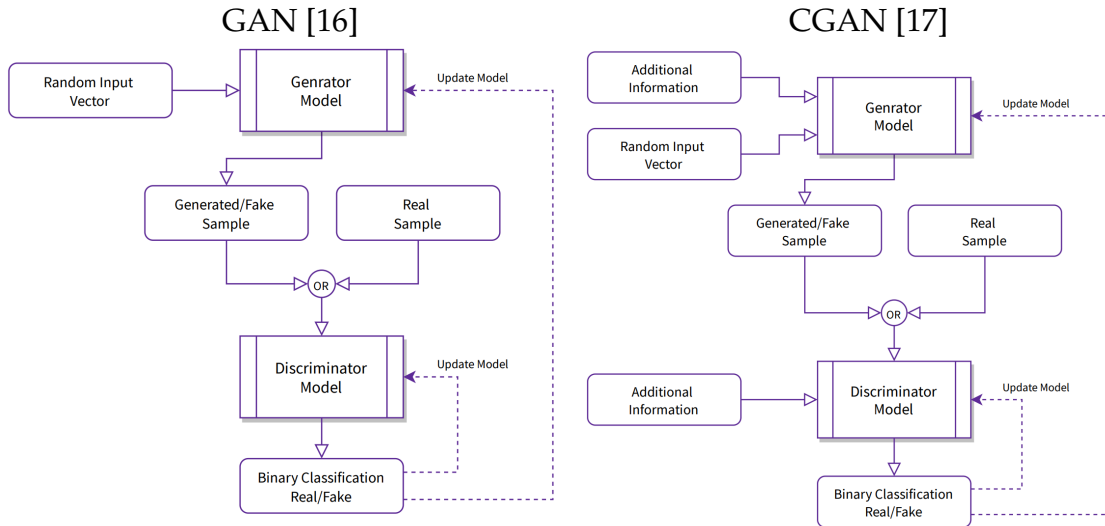 GAN [16]
Random Input
Vector
Genrator
Model
Update Model
Generated/Fake
Sample
Real
Sample
OR
Discriminator
Model
Update Model
Binary Classification
Real/Fake
CGAN [17]
Additional
Information
Random Input
Vector
Genrator
Model
Update Model
Generated/Fake
Sample
Real
Sample
OR
Additional
Information
Discriminator
Model
Update Model
Binary Classification
Real/Fake